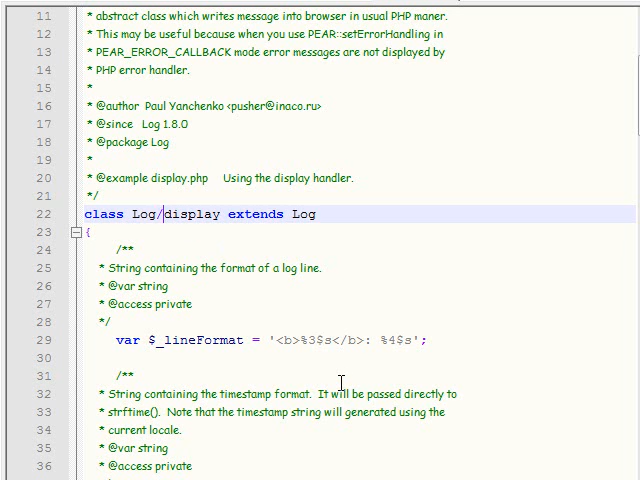 11 * abstract class which writes message into browser in usual PHP maner.
12 * This may be useful because when you use PEAR::setErrorHandling in
13 * PEAR_ERROR_CALLBACK mode error messages are not displayed by
14 * PHP error handler.
15 *
16 * @author Paul Yanchenko <pusher@inaco.ru>
17 * @since Log 1.8.0
18 * @package Log
19 *
20 * @example display.php Using the display handler.
21 */
22 class Log/display extends Log
23 {
24 /**
25 * String containing the format of a log line.
26 * @var string
27 * @access private
28 */
29 var $_lineFormat = '<b>%3$s</b>: %4$s';
30
31 /**
32 * String containing the timestamp format. It will be passed directly to
33 * strftime(). Note that the timestamp string will generated using the
34 * current locale.
35 * @var string
36 * @access private